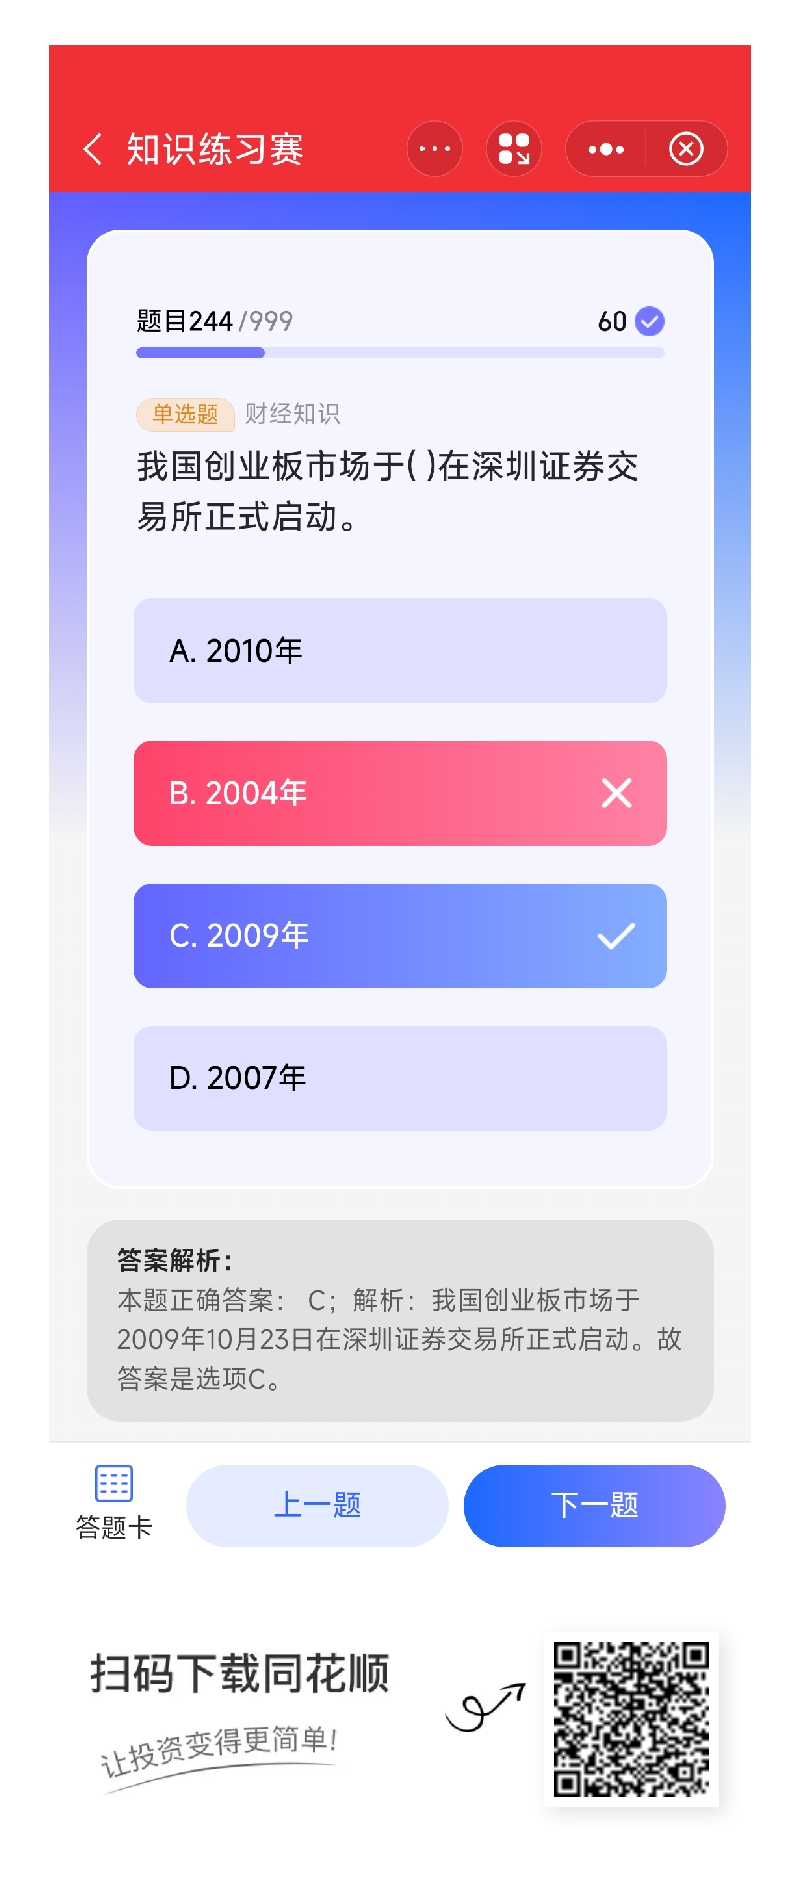 知识练习赛
题目244/999
60
单选题 财经知识
我国创业板市场于( )在深圳证券交
易所正式启动。
A. 2010年
B. 2004年
C. 2009年
D. 2007年
答案解析：
本题正确答案： C；解析：我国创业板市场于
2009年10月23日在深圳证券交易所正式启动。故
答案是选项C。
答题卡
上一题
下一题
扫码下载同花顺
让投资变得更简单!